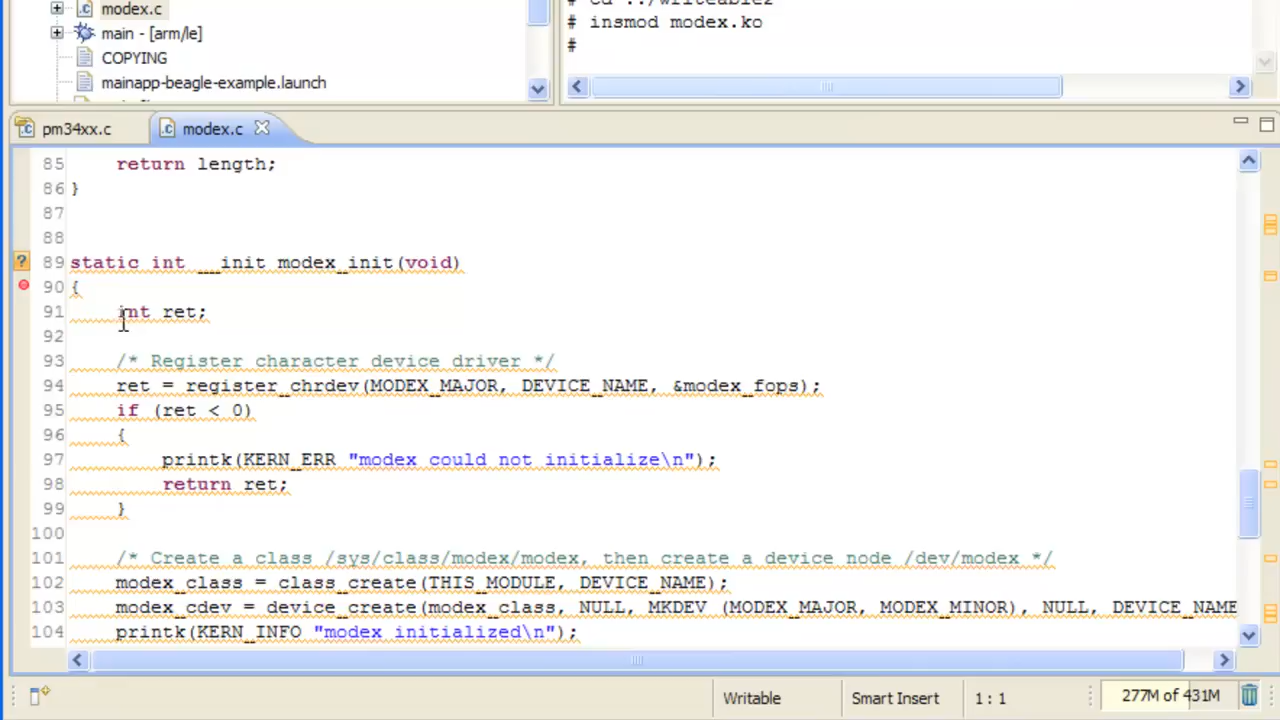 modex.c
main - [arm/le]
COPYING
mainapp-beagle-example.launch
# cd ../writeable2
# insmod modex.ko
#
pm34xx.c
modex.c
85 return length;
86 }
87
88
89 static int __init modex_init(void)
90 {
91 int ret;
92
93 /* Register character device driver */
94 ret = register_chrdev(MODEX_MAJOR, DEVICE_NAME, &modex_fops);
95 if (ret < 0)
96 {
97 printk(KERN_ERR "modex could not initialize\n");
98 return ret;
99 }
100
101 /* Create a class /sys/class/modex/modex, then create a device node /dev/modex */
102 modex_class = class_create(THIS_MODULE, DEVICE_NAME);
103 modex_cdev = device_create(modex_class, NULL, MKDEV (MODEX_MAJOR, MODEX_MINOR), NULL, DEVICE_NAME
104 printk(KERN_INFO "modex initialized\n");
Writable
Smart Insert
1 : 1
277M of 431M